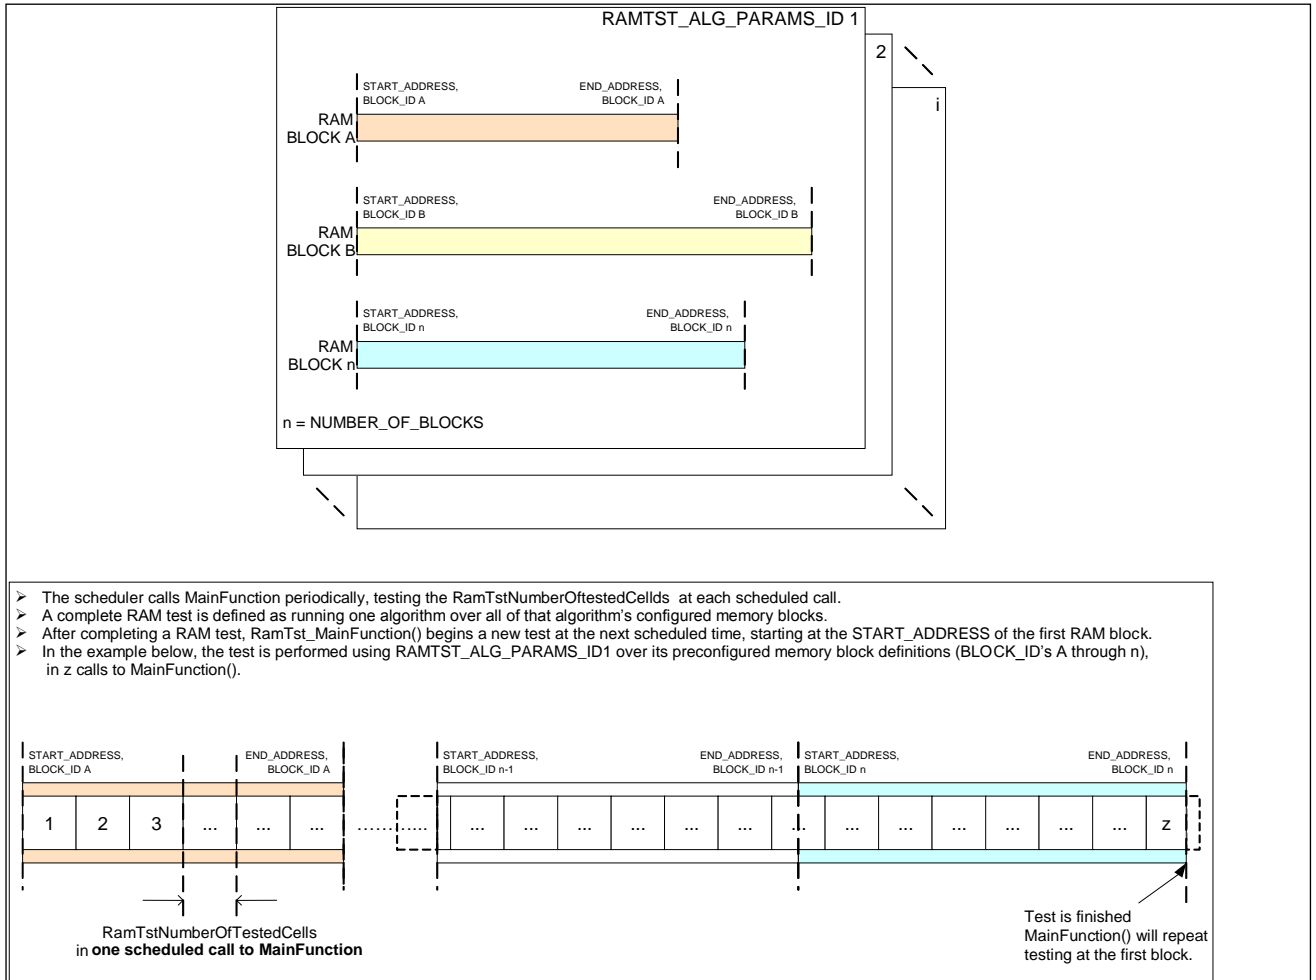 RAMTST_ALG_PARAMS_ID 1
2
i
START_ADDRESS,
BLOCK_ID A
END_ADDRESS,
BLOCK_ID A
RAM
BLOCK A
START_ADDRESS,
BLOCK_ID B
END_ADDRESS,
BLOCK_ID B
RAM
BLOCK B
START_ADDRESS,
BLOCK_ID n
END_ADDRESS,
BLOCK_ID n
RAM
BLOCK n
n = NUMBER_OF_BLOCKS
➢ The scheduler calls MainFunction periodically, testing the RamTstNumberOftestedCellds at each scheduled call.
➢ A complete RAM test is defined as running one algorithm over all of that algorithm's configured memory blocks.
➢ After completing a RAM test, RamTst_MainFunction() begins a new test at the next scheduled time, starting at the START_ADDRESS of the first RAM block.
➢ In the example below, the test is performed using RAMTST_ALG_PARAMS_ID1 over its preconfigured memory block definitions (BLOCK_ID's A through n),
in z calls to MainFunction().
START_ADDRESS,
BLOCK_ID A
END_ADDRESS,
BLOCK_ID A
START_ADDRESS,
BLOCK_ID n-1
END_ADDRESS,
BLOCK_ID n-1
START_ADDRESS,
BLOCK_ID n
END_ADDRESS,
BLOCK_ID n
1 2 3 ... ... ... ........... ... ... ... ... ... ... ... ... ... ... ... ... ... z
RamTstNumberOfTestedCells
in one scheduled call to MainFunction
Test is finished
MainFunction() will repeat
testing at the first block.